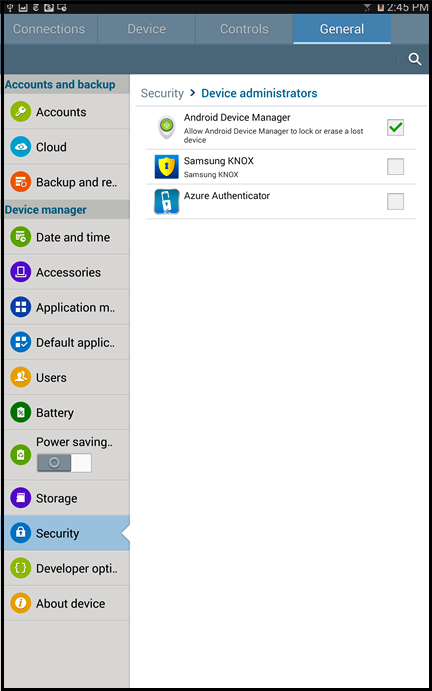 2:45 PM
Connections
Device
Controls
General
Accounts and backup
Accounts
Cloud
Backup and re..
Device manager
Date and time
Accessories
Application m..
Default applic..
Users
Battery
Power saving..
Storage
Security
Developer opti..
About device
Security > Device administrators
Android Device Manager
Allow Android Device Manager to lock or erase a lost
device
Samsung KNOX
Samsung KNOX
Azure Authenticator